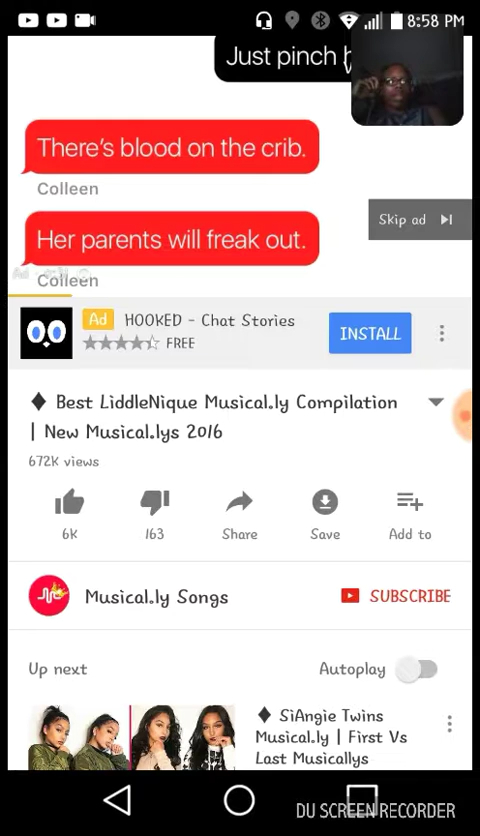 8:58 PM
Just pinch
There's blood on the crib.
Colleen
Skip ad
Her parents will freak out.
Colleen
Ad HOOKED - Chat Stories
FREE
INSTALL
♦ Best LiddleNique Musical.ly Compilation
| New Musical.lys 2016
672K views
6K 163 Share Save Add to
Musical.ly Songs SUBSCRIBE
Up next Autoplay
♦ SiAngie Twins
Musical.ly | First Vs
Last Musicallys
DU SCREEN RECORDER